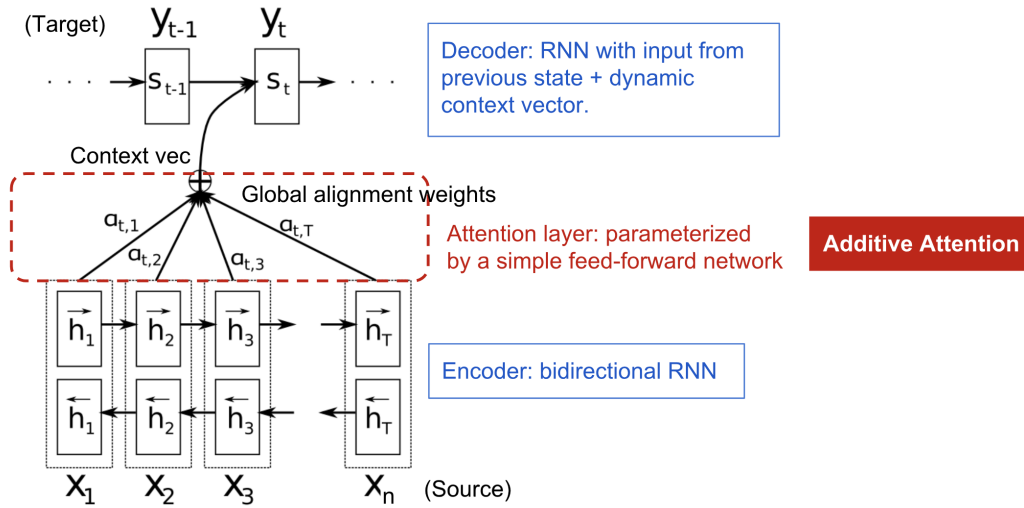 (Target)
y t-1
y t
. . .
s t-1
s t
. . .
Decoder: RNN with input from
previous state + dynamic
context vector.
Context vec
Global alignment weights
a t,1
a t,2
a t,3
a t,T
Attention layer: parameterized
by a simple feed-forward network
Additive Attention
h 1
h 2
h 3
h T
Encoder: bidirectional RNN
h 1
h 2
h 3
h T
x 1
x 2
x 3
x n
(Source)